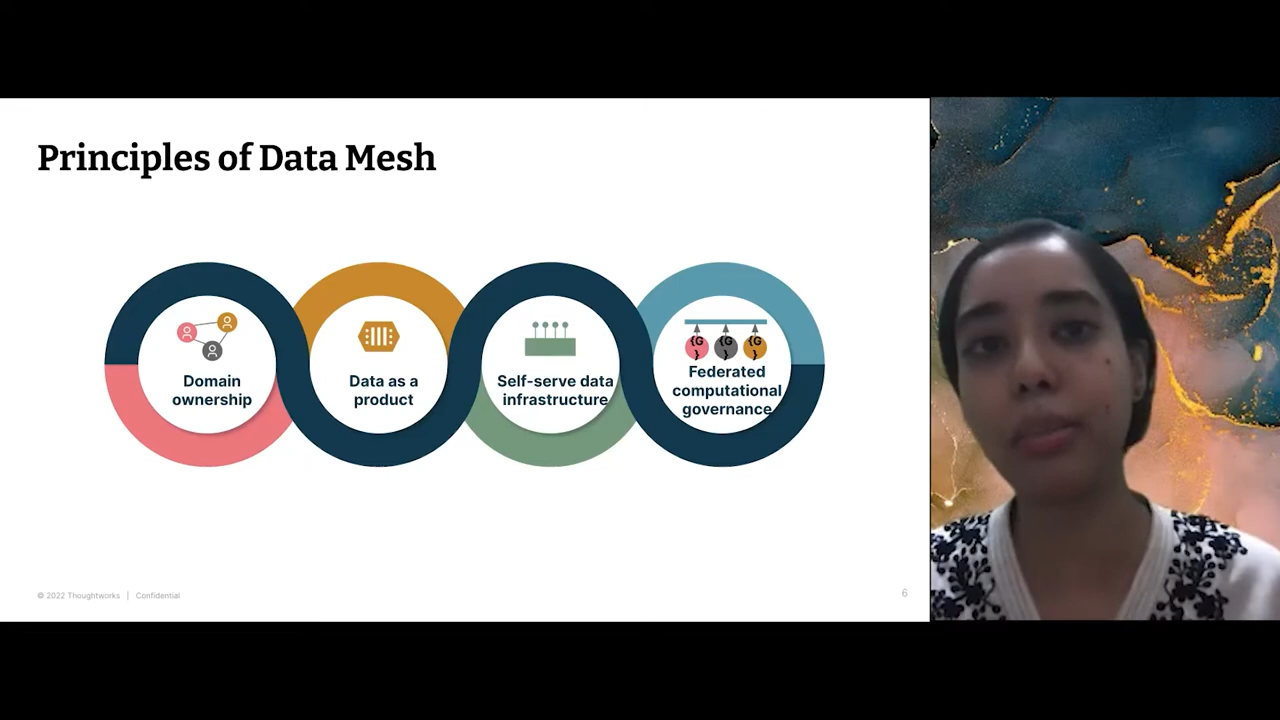 Principles of Data Mesh
Domain
ownership
Data as a
product
Self-serve data
infrastructure
{G
}
{G
}
{G
}
Federated
computational
governance
© 2022 Thoughtworks | Confidential
6